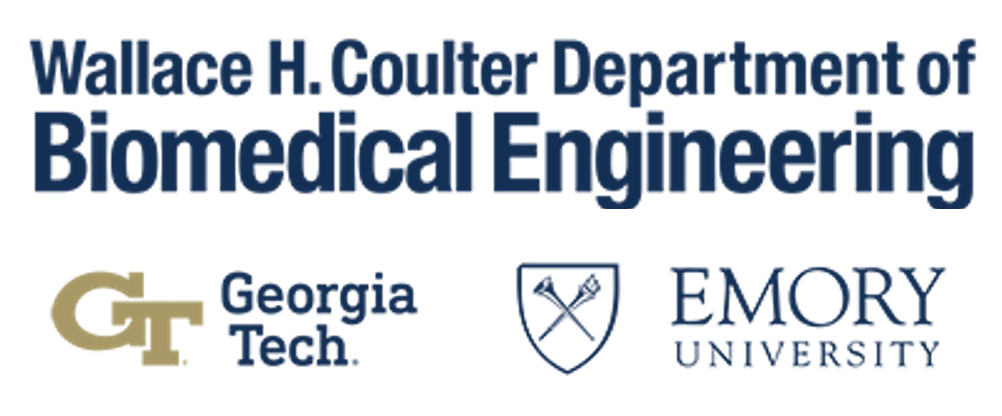 Wallace H. Coulter Department of
Biomedical Engineering
GT Georgia
Tech.
EMORY
UNIVERSITY